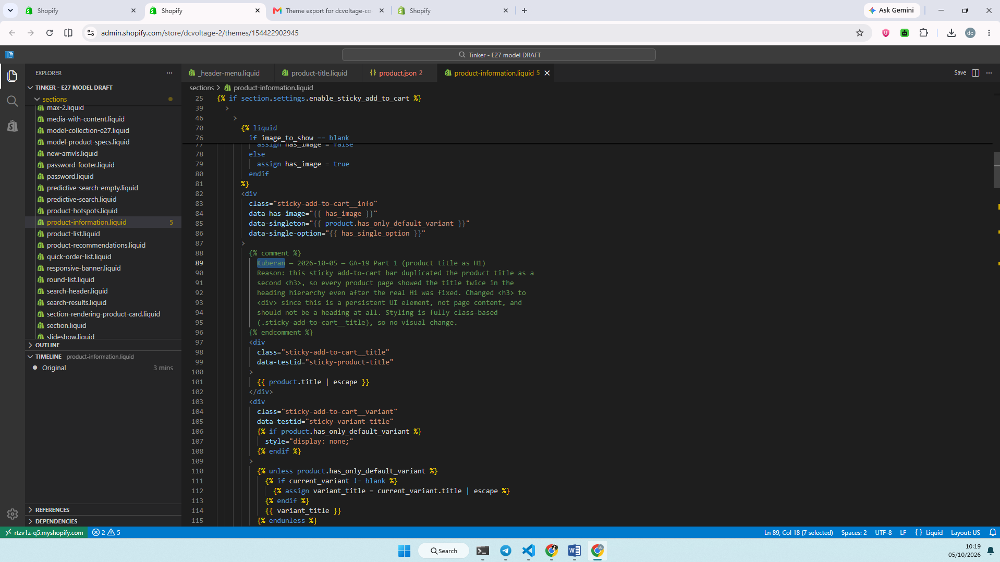 Shopify
Shopify
Theme export for dcvoltage-co
Shopify
Ask Gemini
admin.shopify.com/store/dcvoltage-2/themes/154422902945
dc
Tinker - E27 model DRAFT
EXPLORER
_header-menu.liquid
product-title.liquid
product.json 2
product-information.liquid 5
Save
TINKER - E27 MODEL DRAFT
sections
max-2.liquid
media-with-content.liquid
model-collection-e27.liquid
model-product-specs.liquid
new-arrivls.liquid
password-footer.liquid
password.liquid
predictive-search-empty.liquid
predictive-search.liquid
product-hotspots.liquid
product-information.liquid 5
product-list.liquid
product-recommendations.liquid
quick-order-list.liquid
responsive-banner.liquid
round-list.liquid
search-header.liquid
search-results.liquid
section-rendering-product-card.liquid
section.liquid
slideshow.liquid
OUTLINE
TIMELINE product-information.liquid
Original 3 mins
REFERENCES
DEPENDENCIES
sections > product-information.liquid
25 {% if section.settings.enable_sticky_add_to_cart %}
39 >
46 >
70 {% liquid
76 if image_to_show == blank
77 assign has_image = false
78 else
79 assign has_image = true
80 endif
81 %}
82 <div
83 class="sticky-add-to-cart__info"
84 data-has-image="{{ has_image }}"
85 data-singleton="{{ product.has_only_default_variant }}"
86 data-single-option="{{ has_single_option }}"
87 >
88 {% comment %}
89 Kuberan — 2026-10-05 — GA-19 Part 1 (product title as H1)
90 Reason: this sticky add-to-cart bar duplicated the product title as a
91 second <h3>, so every product page showed the title twice in the
92 heading hierarchy even after the real H1 was fixed. Changed <h3> to
93 <div> since this is a persistent UI element, not page content, and
94 should not be a heading at all. Styling is fully class-based
95 (.sticky-add-to-cart__title), so no visual change.
96 {% endcomment %}
97 <div
98 class="sticky-add-to-cart__title"
99 data-testid="sticky-product-title"
100 >
101 {{ product.title | escape }}
102 </div>
103 <div
104 class="sticky-add-to-cart__variant"
105 data-testid="sticky-variant-title"
106 {% if product.has_only_default_variant %}
107 style="display: none;"
108 {% endif %}
109 >
110 {% unless product.has_only_default_variant %}
111 {% if current_variant != blank %}
112 {% assign variant_title = current_variant.title | escape %}
113 {% endif %}
114 {{ variant_title }}
115 {% endunless %}
rtzv1z-q5.myshopify.com 2 5
Ln 89, Col 18 (7 selected) Spaces: 2 UTF-8 LF {} Liquid Layout: US
Search
10:19
05/10/2026